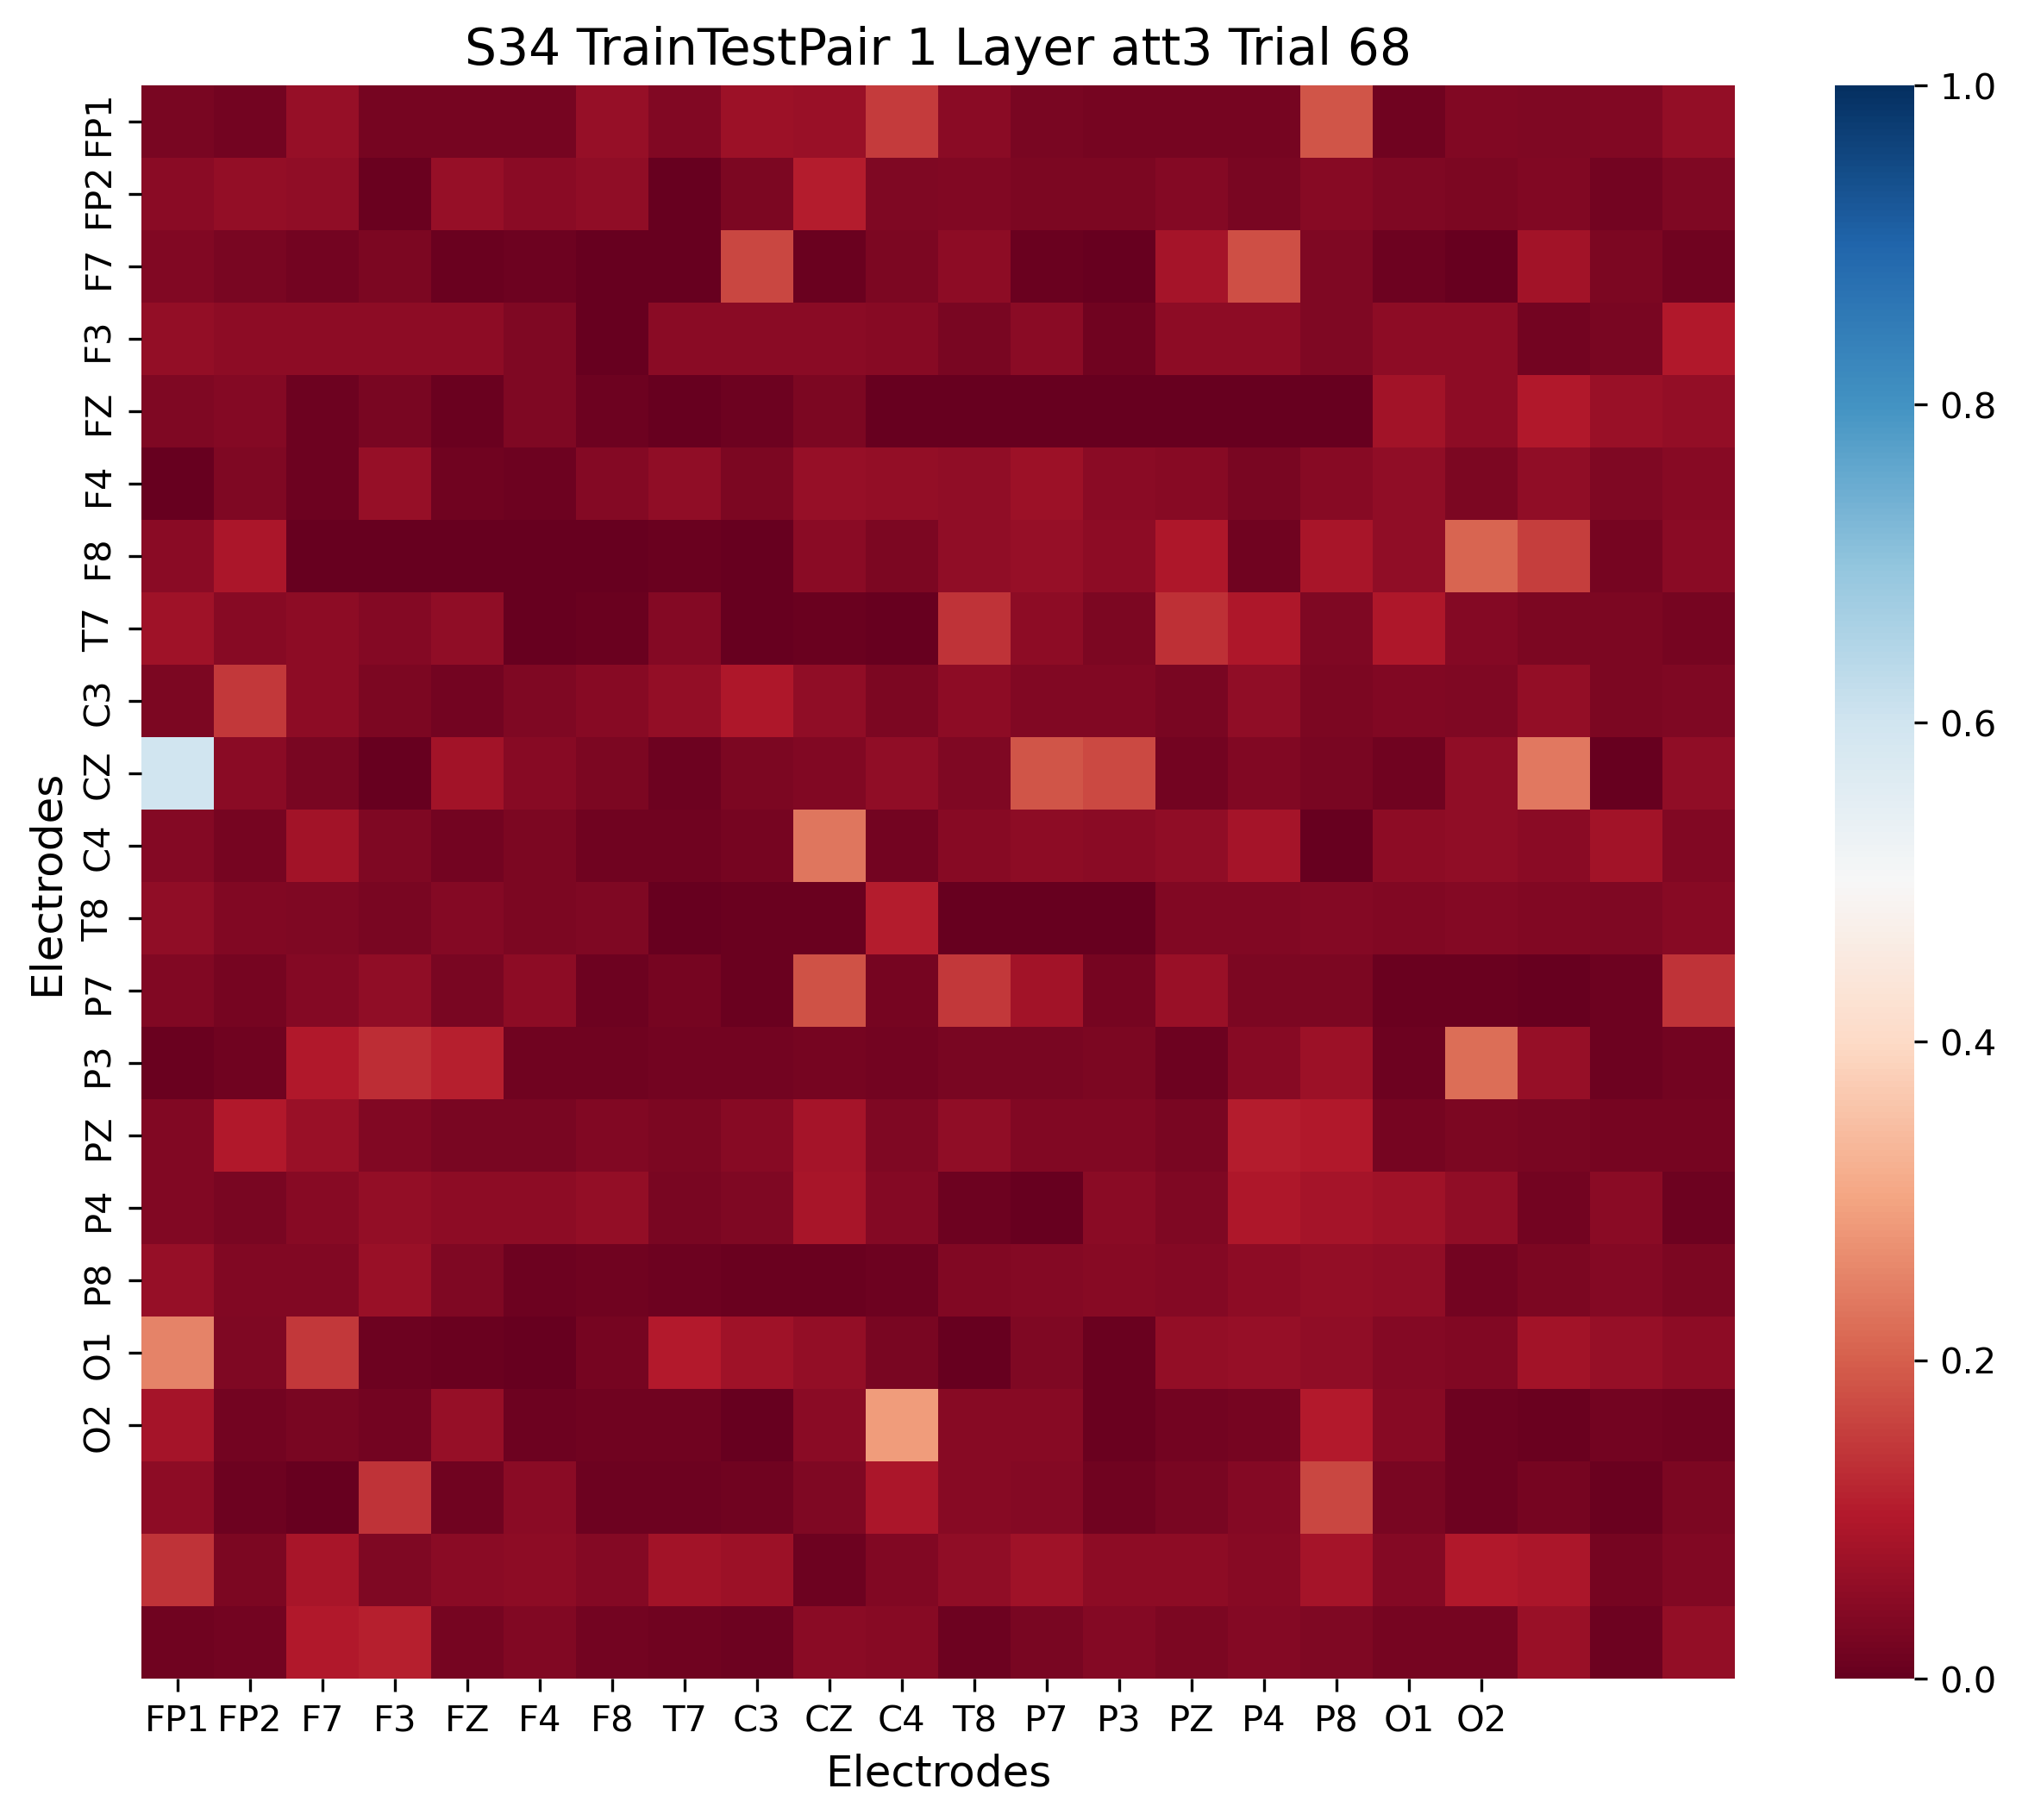 S34 TrainTestPair 1 Layer att3 Trial 68
Electrodes
FP1
FP2
F7
F3
FZ
F4
F8
T7
C3
CZ
C4
T8
P7
P3
PZ
P4
P8
O1
O2
FP1 FP2 F7 F3 FZ F4 F8 T7 C3 CZ C4 T8 P7 P3 PZ P4 P8 O1 O2
Electrodes
1.0
0.8
0.6
0.4
0.2
0.0